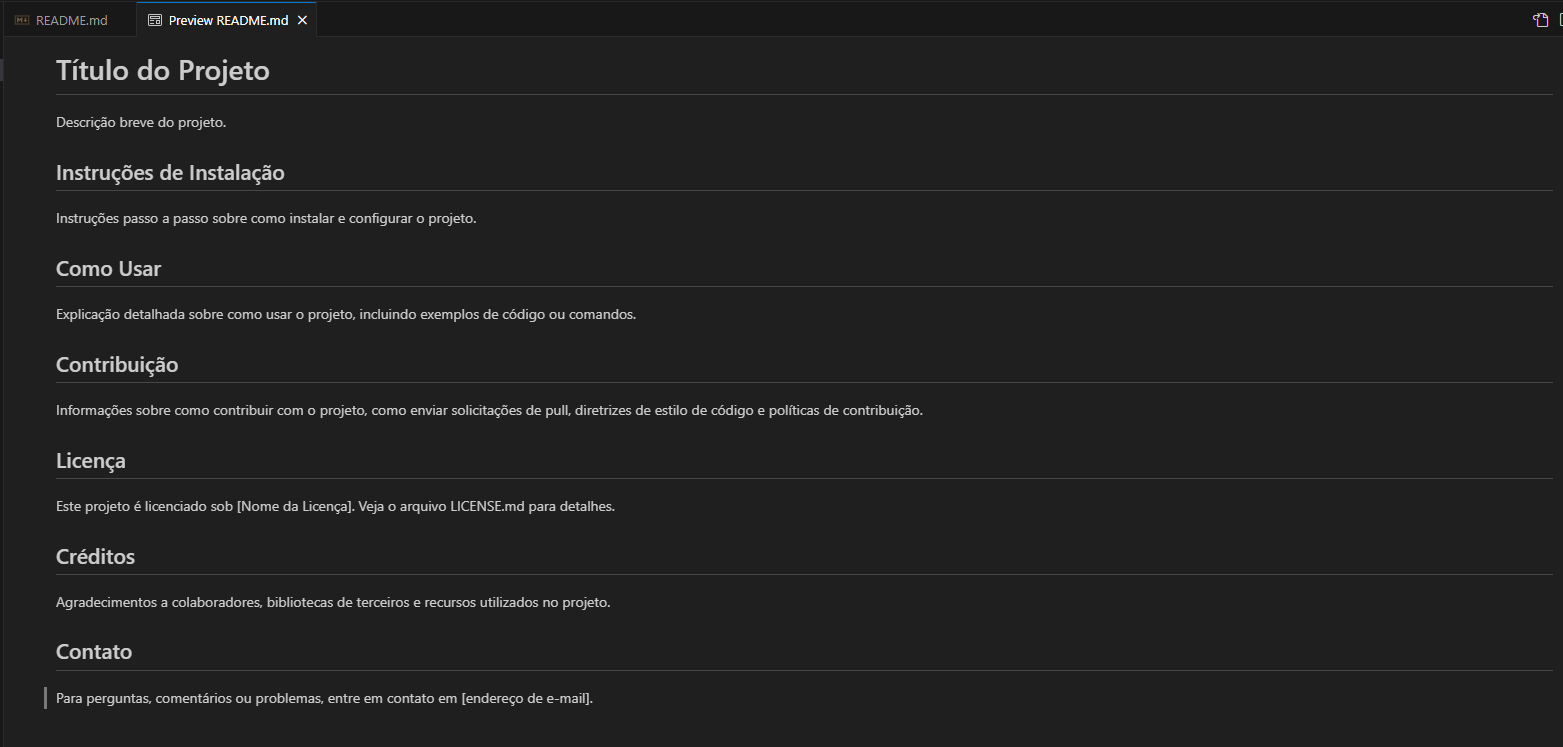 README.md
Preview README.md
Título do Projeto
Descrição breve do projeto.
Instruções de Instalação
Instruções passo a passo sobre como instalar e configurar o projeto.
Como Usar
Explicação detalhada sobre como usar o projeto, incluindo exemplos de código ou comandos.
Contribuição
Informações sobre como contribuir com o projeto, como enviar solicitações de pull, diretrizes de estilo de código e políticas de contribuição.
Licença
Este projeto é licenciado sob [Nome da Licença]. Veja o arquivo LICENSE.md para detalhes.
Créditos
Agradecimentos a colaboradores, bibliotecas de terceiros e recursos utilizados no projeto.
Contato
Para perguntas, comentários ou problemas, entre em contato em [endereço de e-mail].